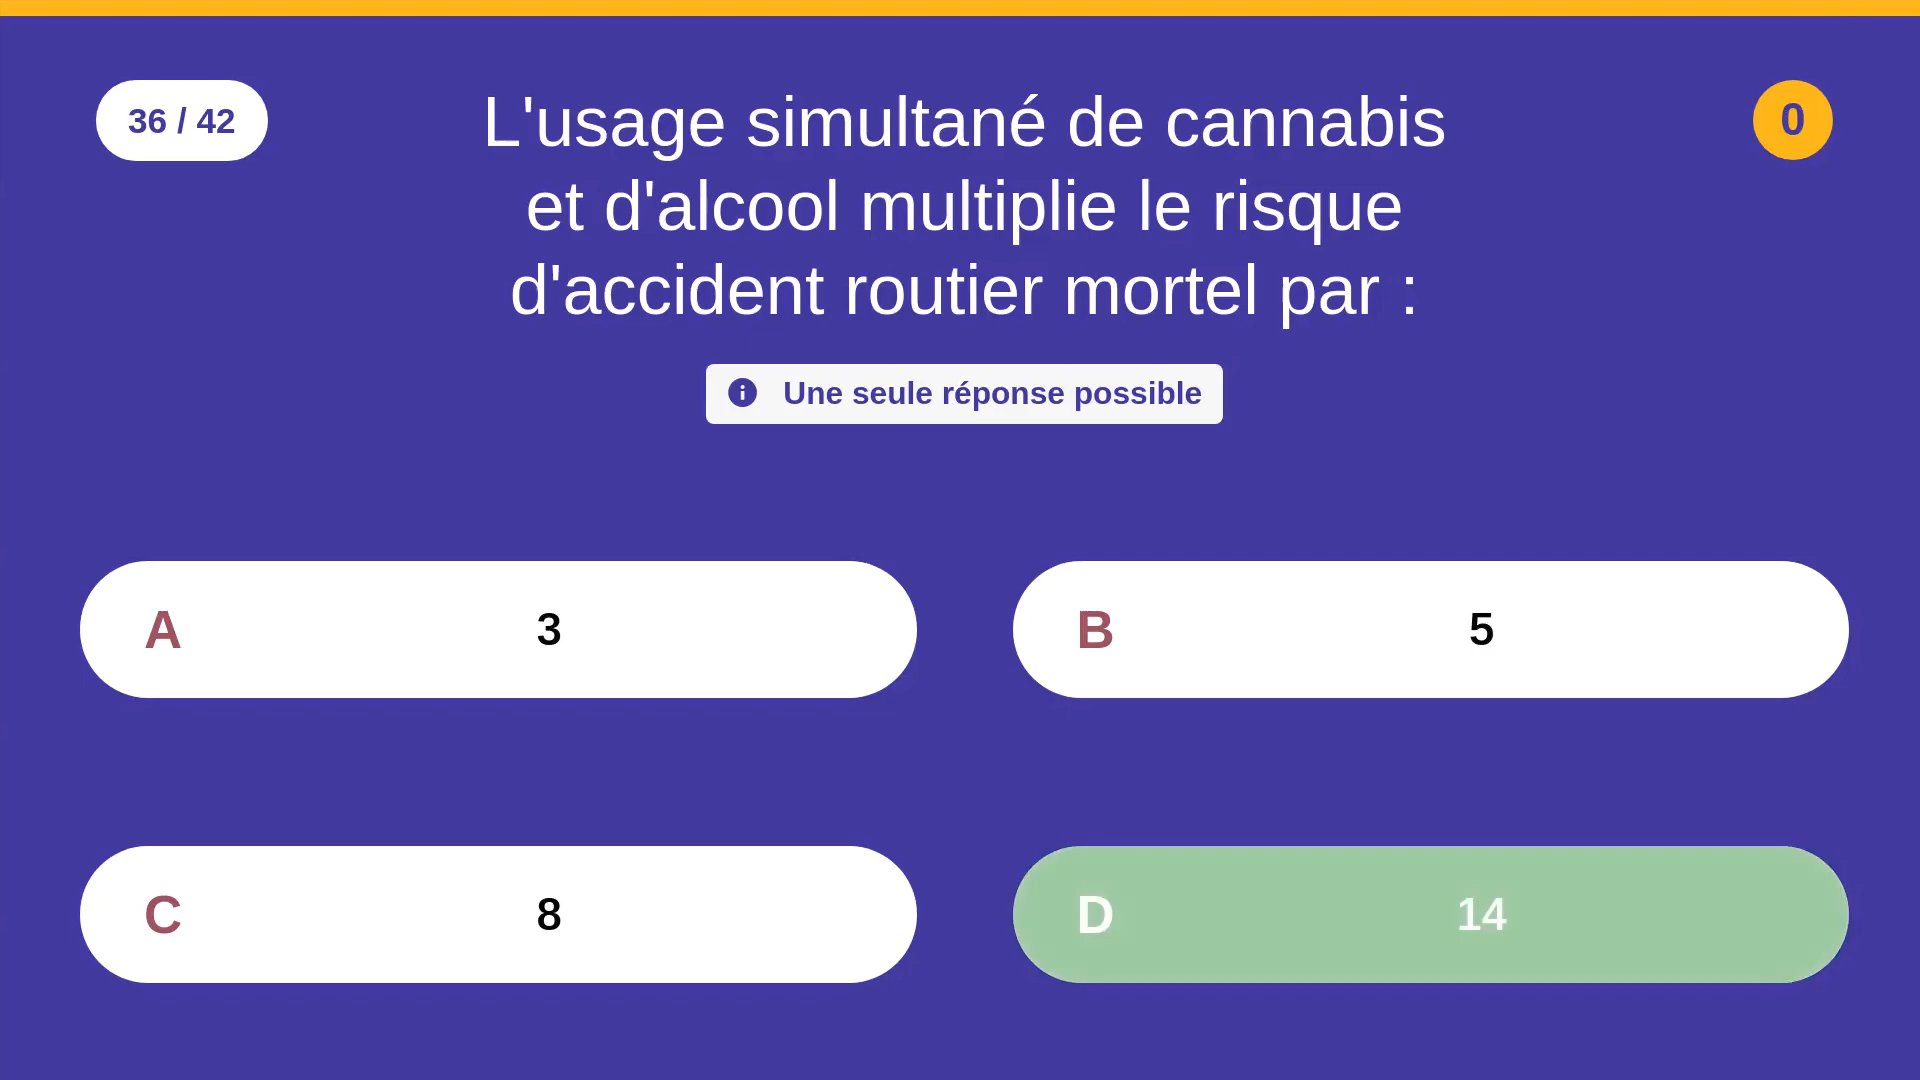 36 / 42
L'usage simultané de cannabis
et d'alcool multiplie le risque
d'accident routier mortel par :
0
Une seule réponse possible
A 3
B 5
C 8
D 14